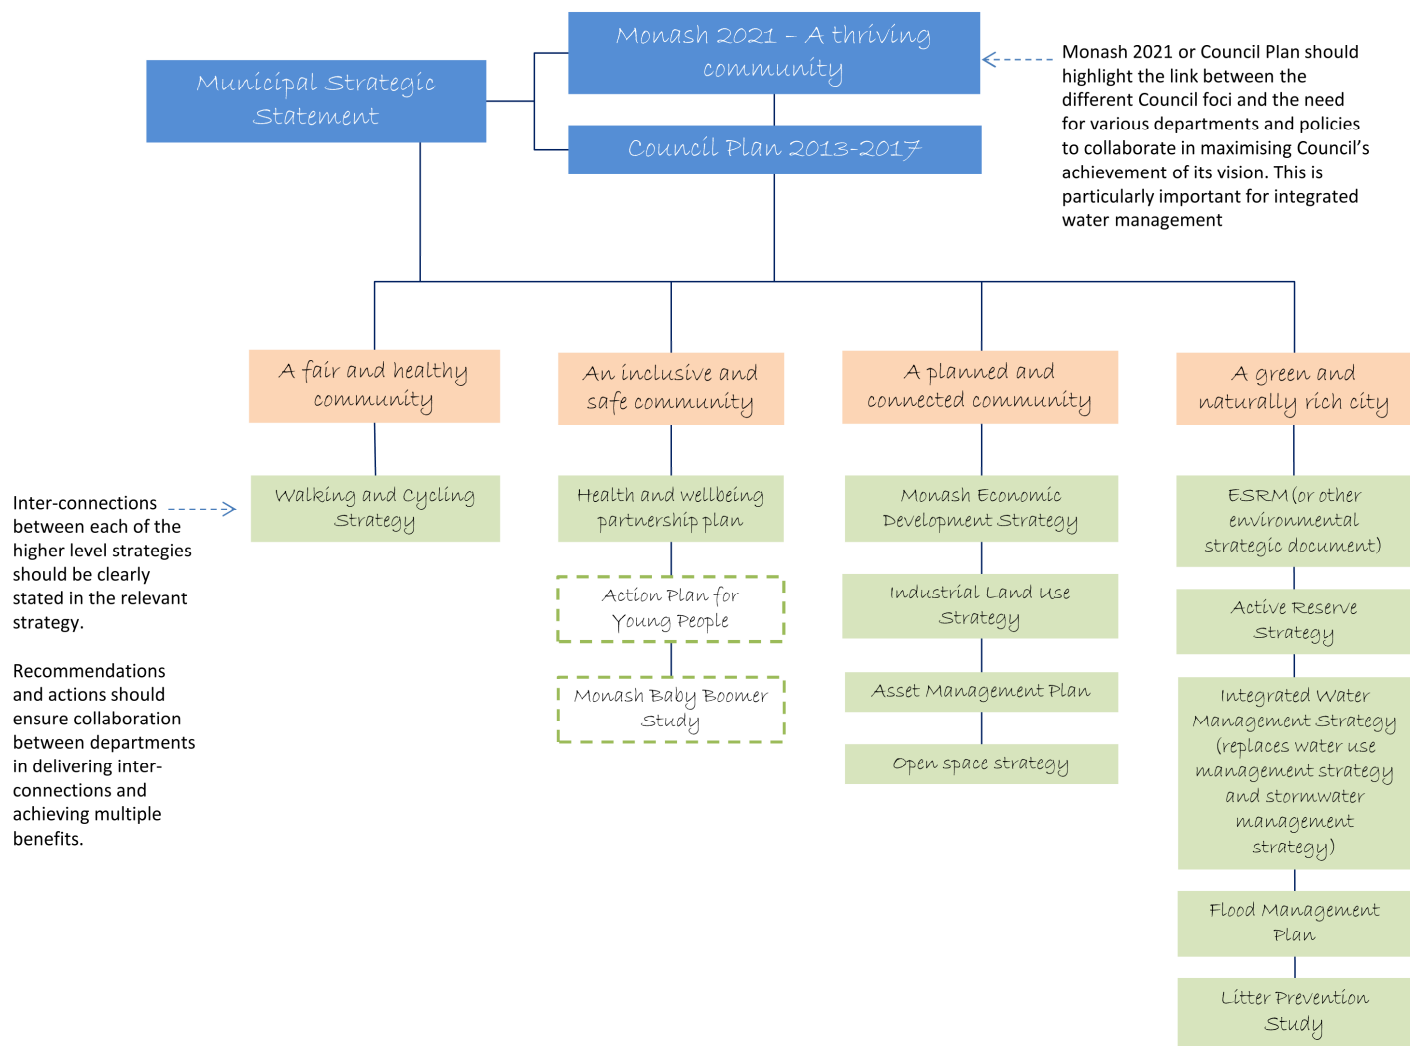 Monash 2021 – A thriving
community
Municipal Strategic
Statement
Council Plan 2013-2017
Monash 2021 or Council Plan should
highlight the link between the
different Council foci and the need
for various departments and policies
to collaborate in maximising Council’s
achievement of its vision. This is
particularly important for integrated
water management
A fair and healthy
community
An inclusive and
safe community
A planned and
connected community
A green and
naturally rich city
Inter-connections
between each of the
higher level strategies
should be clearly
stated in the relevant
strategy.
Recommendations
and actions should
ensure collaboration
between departments
in delivering inter-
connections and
achieving multiple
benefits.
Walking and Cycling
Strategy
Health and wellbeing
partnership plan
Action Plan for
Young People
Monash Baby Boomer
Study
Monash Economic
Development Strategy
Industrial Land Use
Strategy
Asset Management Plan
Open space strategy
ESRM (or other
environmental
strategic document)
Active Reserve
Strategy
Integrated Water
Management Strategy
(replaces water use
management strategy
and stormwater
management
strategy)
Flood Management
Plan
Litter Prevention
Study